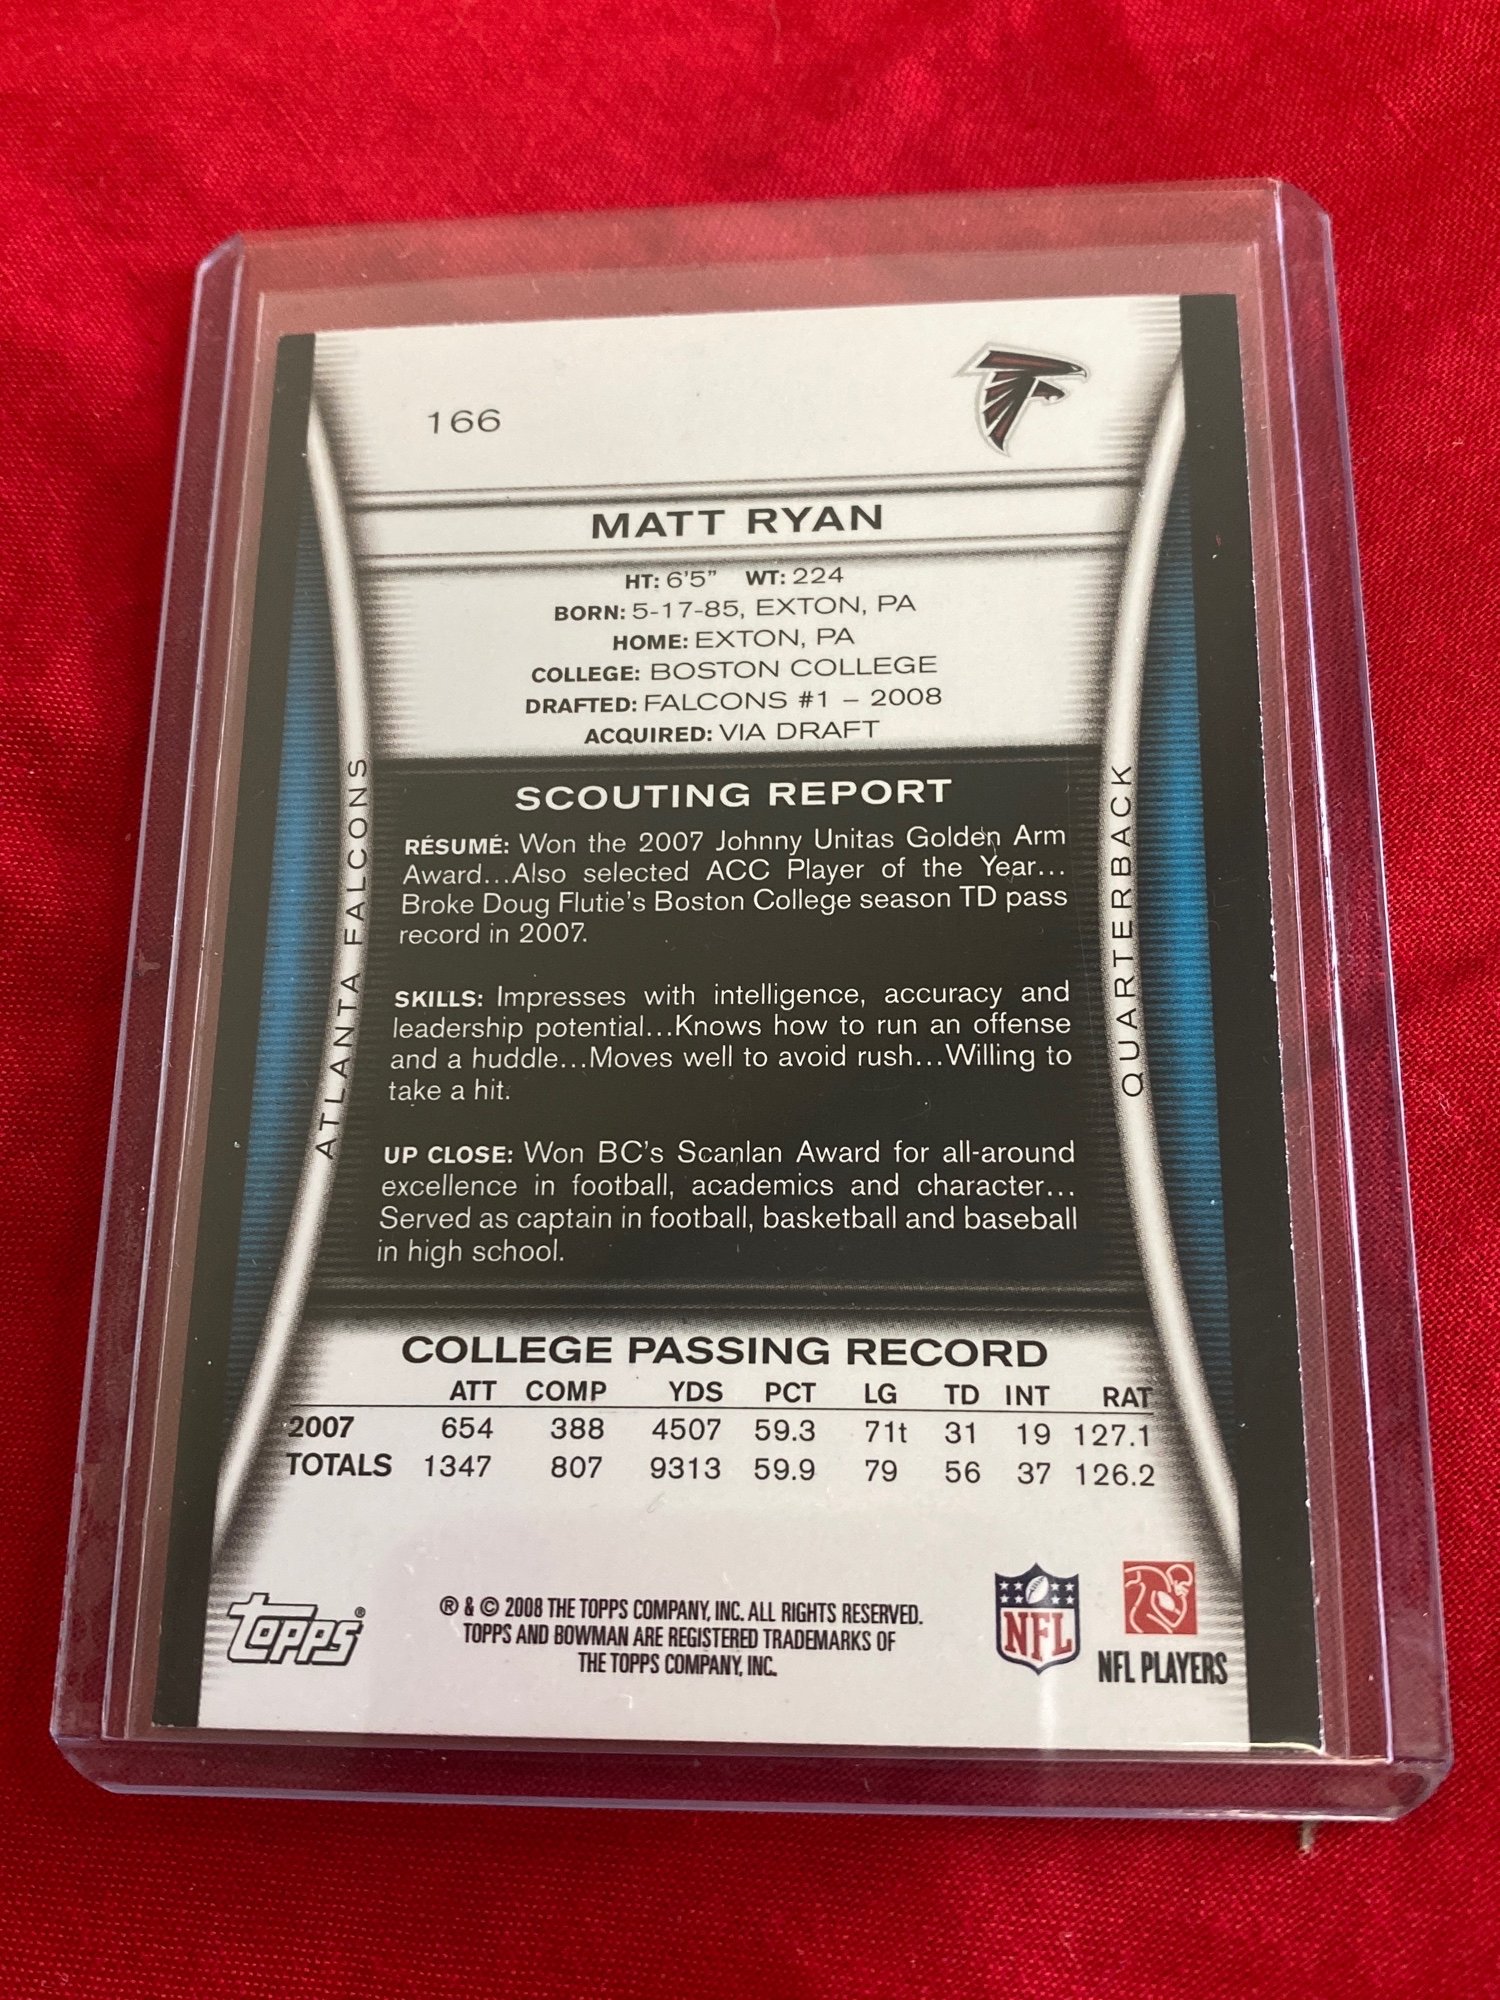 166
MATT RYAN
HT: 6'5" WT: 224
BORN: 5-17-85, EXTON, PA
HOME: EXTON, PA
COLLEGE: BOSTON COLLEGE
DRAFTED: FALCONS #1 – 2008
ACQUIRED: VIA DRAFT
ATLANTA FALCONS
QUARTERBACK
SCOUTING REPORT
RÉSUMÉ: Won the 2007 Johnny Unitas Golden Arm
Award...Also selected ACC Player of the Year...
Broke Doug Flutie's Boston College season TD pass
record in 2007.
SKILLS: Impresses with intelligence, accuracy and
leadership potential...Knows how to run an offense
and a huddle...Moves well to avoid rush...Willing to
take a hit.
UP CLOSE: Won BC's Scanlan Award for all-around
excellence in football, academics and character...
Served as captain in football, basketball and baseball
in high school.
COLLEGE PASSING RECORD
ATT COMP YDS PCT LG TD INT RAT
2007 654 388 4507 59.3 71t 31 19 127.1
TOTALS 1347 807 9313 59.9 79 56 37 126.2
Topps®
® & © 2008 THE TOPPS COMPANY, INC. ALL RIGHTS RESERVED.
TOPPS AND BOWMAN ARE REGISTERED TRADEMARKS OF
THE TOPPS COMPANY, INC.
NFL
NFL PLAYERS